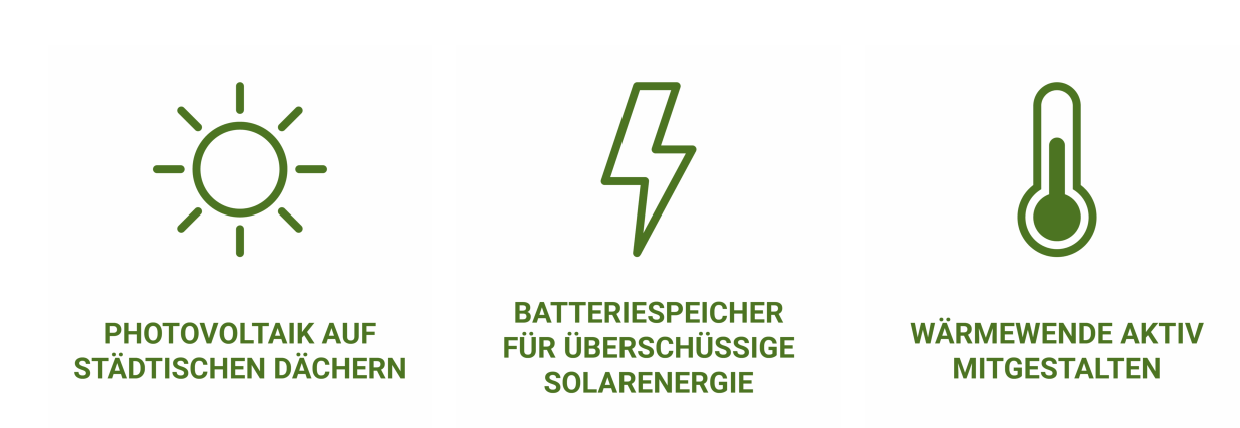 PHOTOVOLTAIK AUF
STÄDTISCHEN DÄCHERN
BATTERIESPEICHER
FÜR ÜBERSCHÜSSIGE
SOLARENERGIE
WÄRMEWENDE AKTIV
MITGESTALTEN